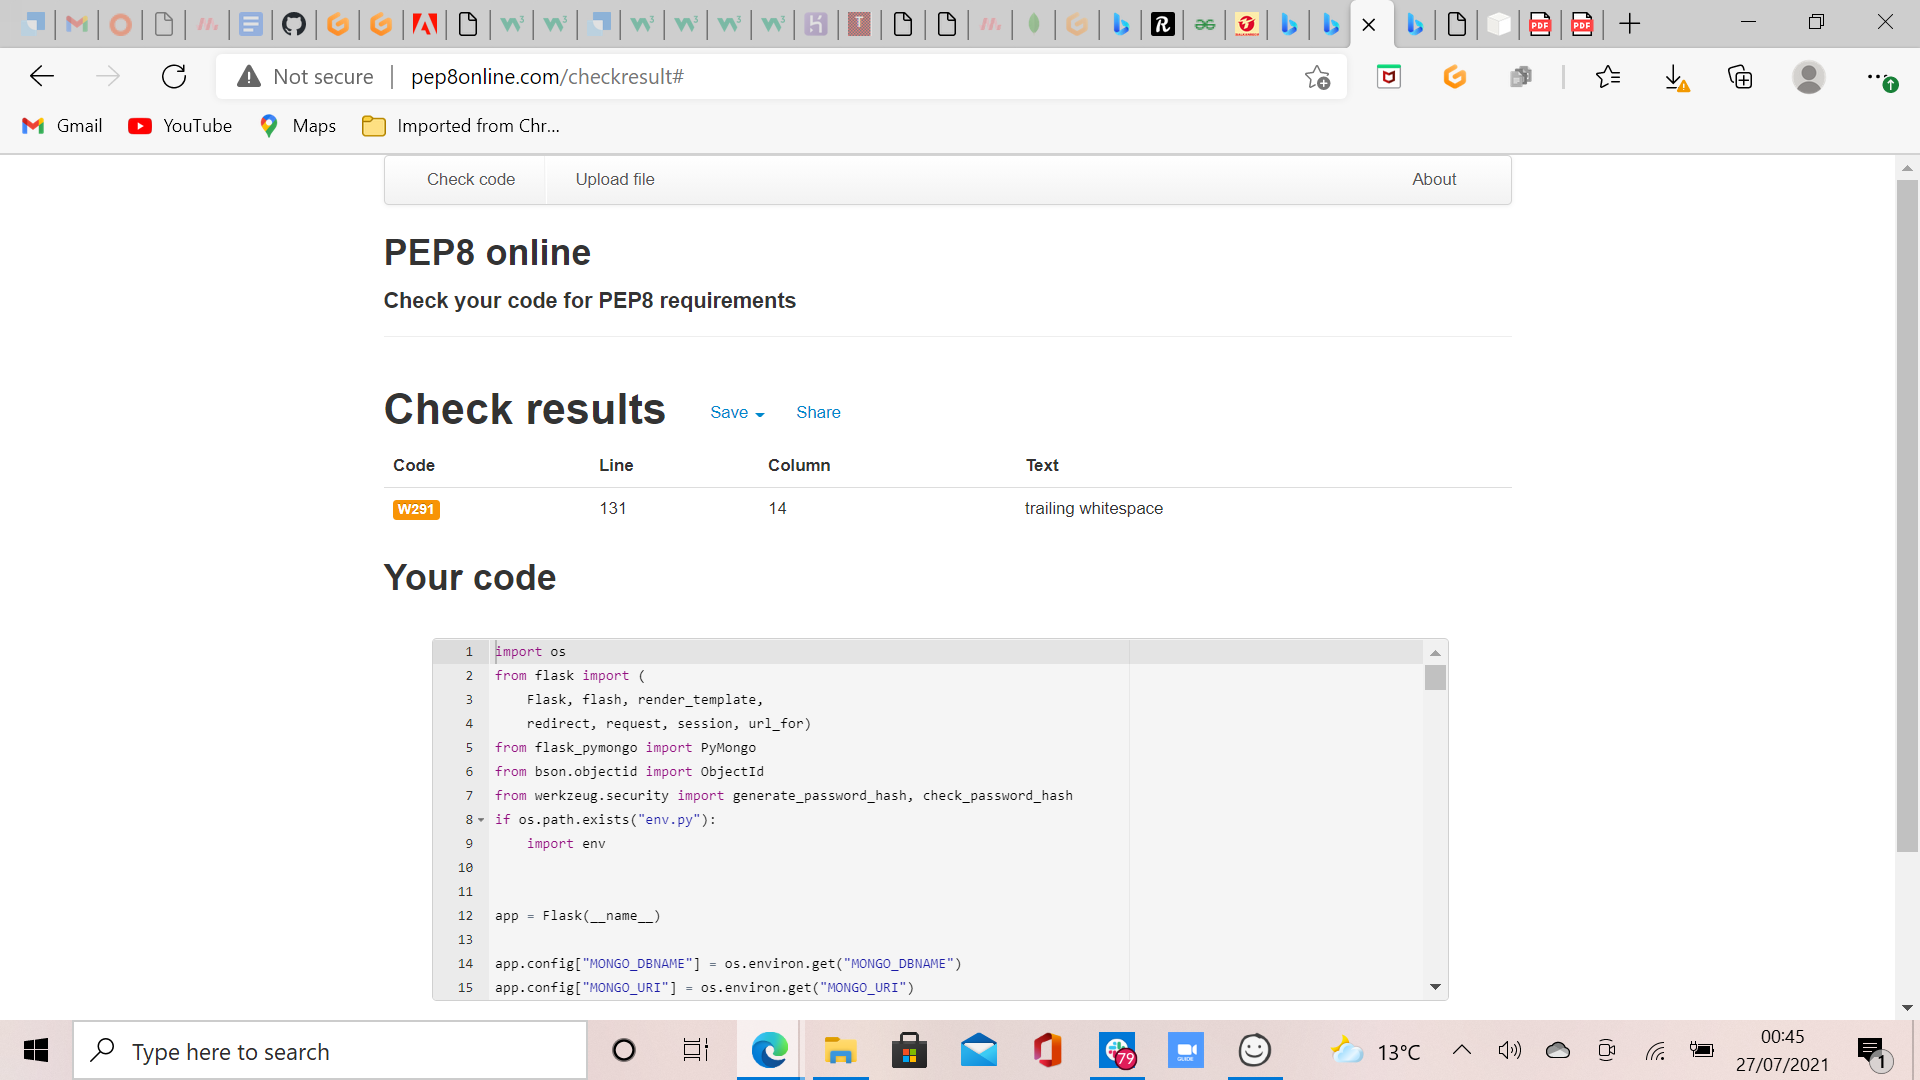 Not secure | pep8online.com/checkresult#
Gmail YouTube Maps Imported from Chr...
Check code Upload file About
PEP8 online
Check your code for PEP8 requirements
Check results Save Share
Code Line Column Text
W291 131 14 trailing whitespace
Your code
1 import os
2 from flask import (
3 Flask, flash, render_template,
4 redirect, request, session, url_for)
5 from flask_pymongo import PyMongo
6 from bson.objectid import ObjectId
7 from werkzeug.security import generate_password_hash, check_password_hash
8 if os.path.exists("env.py"):
9 import env
10
11
12 app = Flask(__name__)
13
14 app.config["MONGO_DBNAME"] = os.environ.get("MONGO_DBNAME")
15 app.config["MONGO_URI"] = os.environ.get("MONGO_URI")
Type here to search 79 13°C 00:45
27/07/2021 1